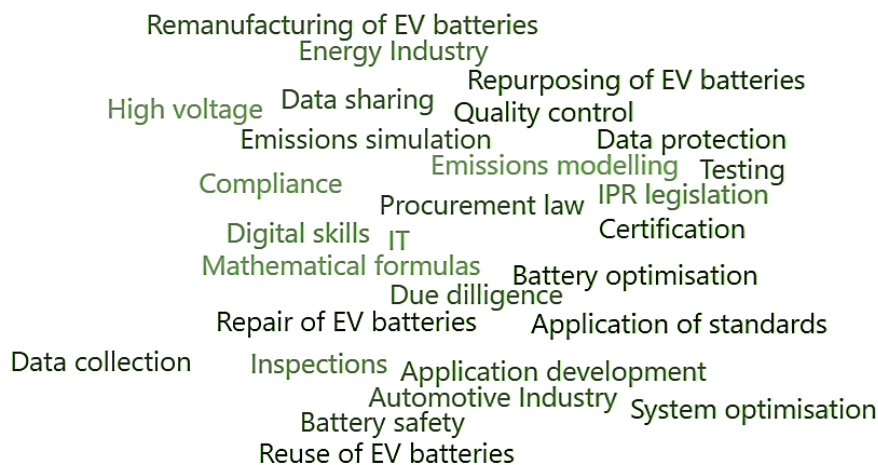 Remanufacturing of EV batteries
Energy Industry
Repurposing of EV batteries
High voltage
Data sharing
Quality control
Emissions simulation
Data protection
Emissions modelling
Testing
Compliance
IPR legislation
Procurement law
Certification
Digital skills
IT
Mathematical formulas
Battery optimisation
Due dilligence
Repair of EV batteries
Application of standards
Data collection
Inspections
Application development
Automotive Industry
System optimisation
Battery safety
Reuse of EV batteries